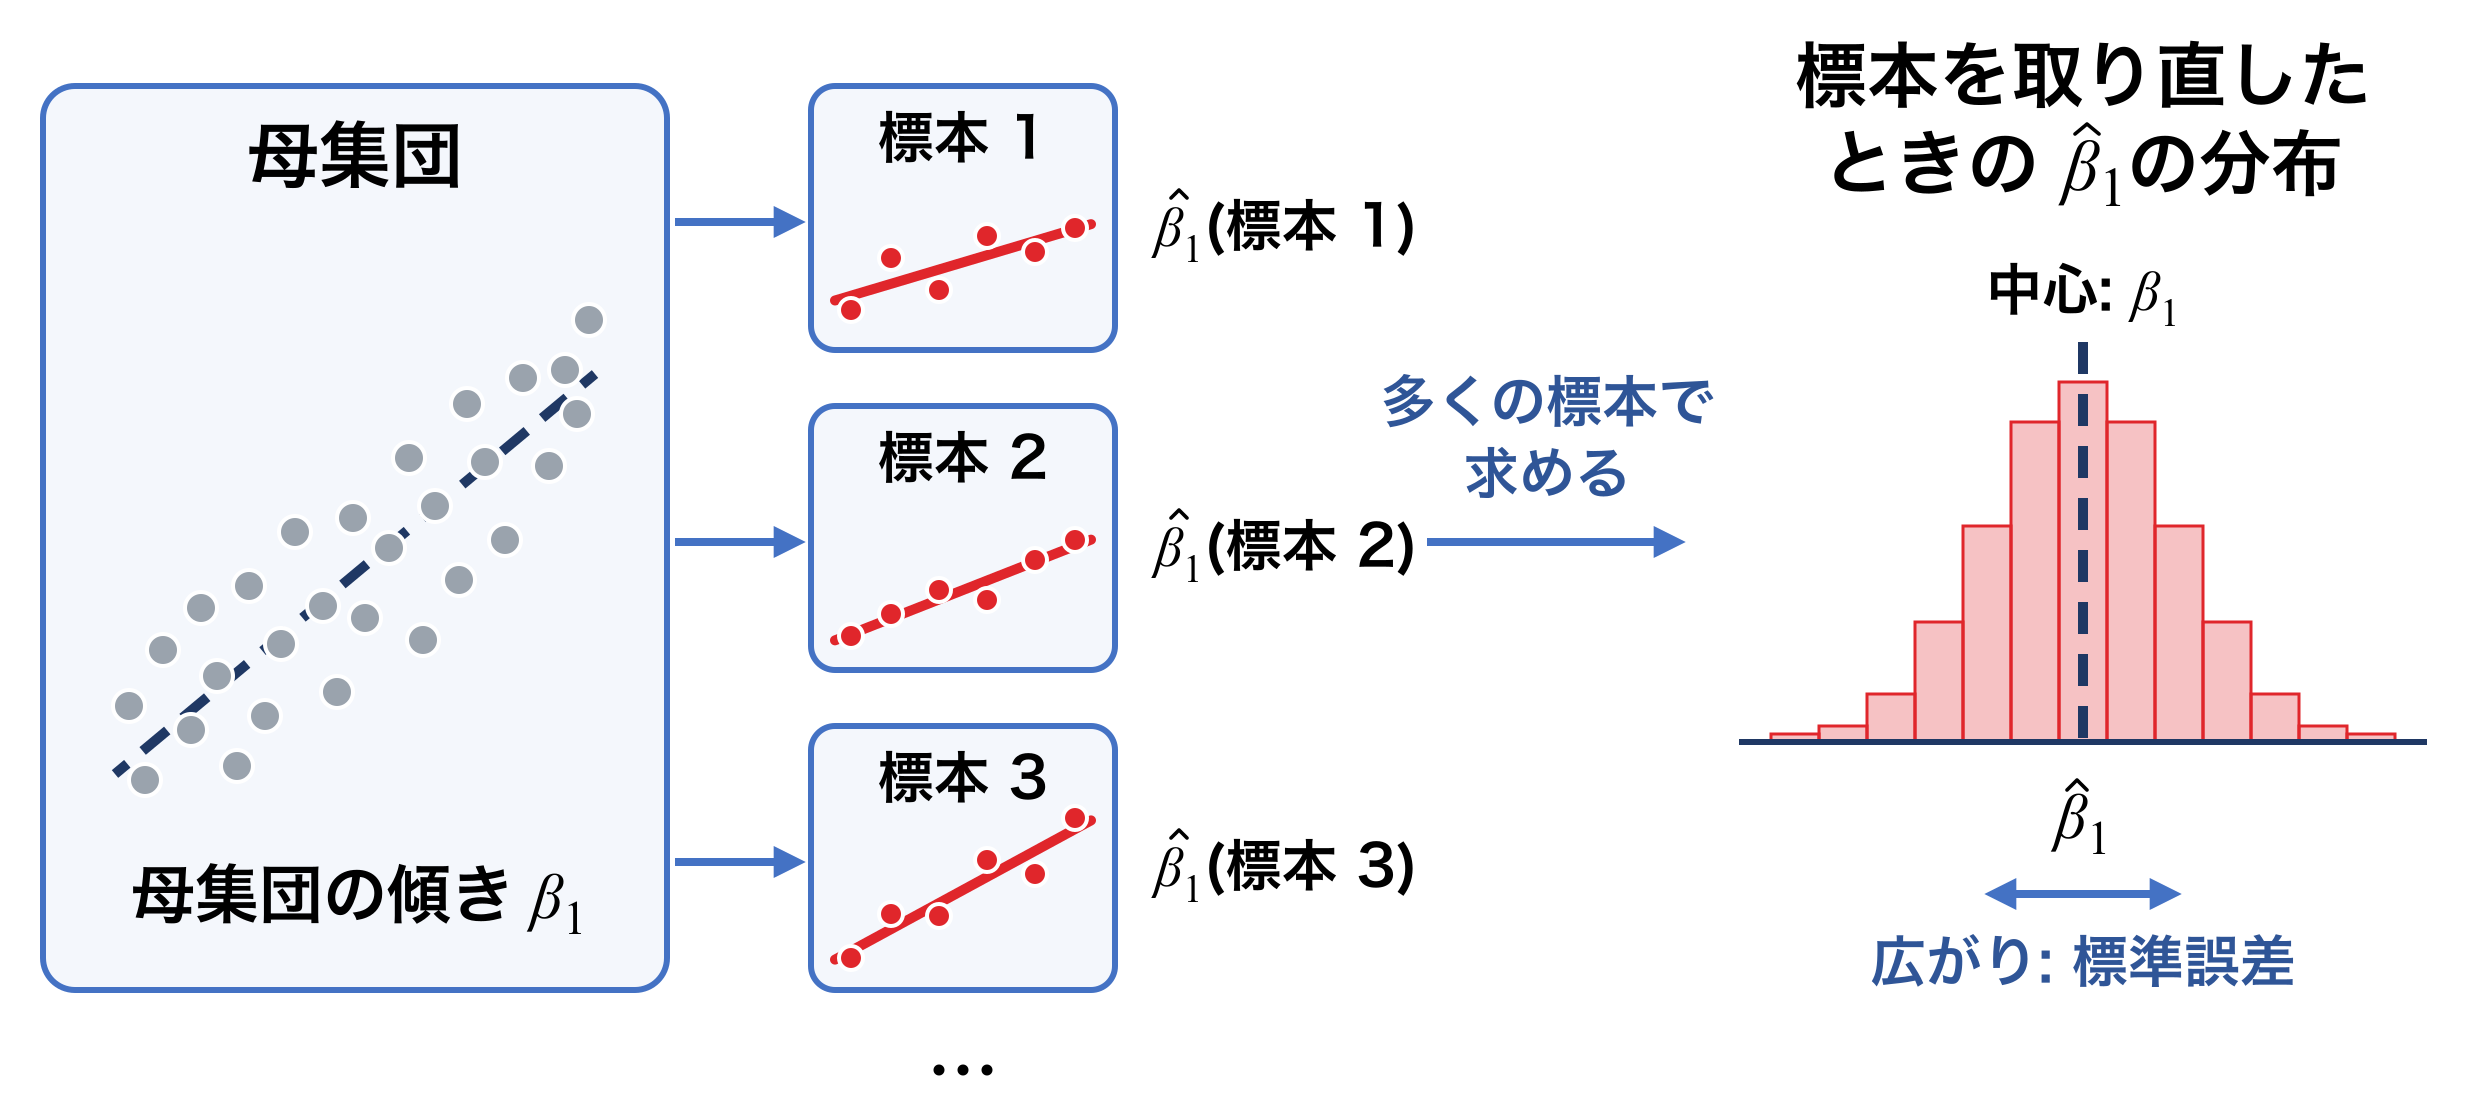 母集団
母集団の傾き β₁
標本 1
β̂₁(標本 1)
標本 2
β̂₁(標本 2)
標本 3
β̂₁(標本 3)
…
多くの標本で
求める
標本を取り直した
ときの β̂₁の分布
中心: β₁
β̂₁
広がり: 標準誤差